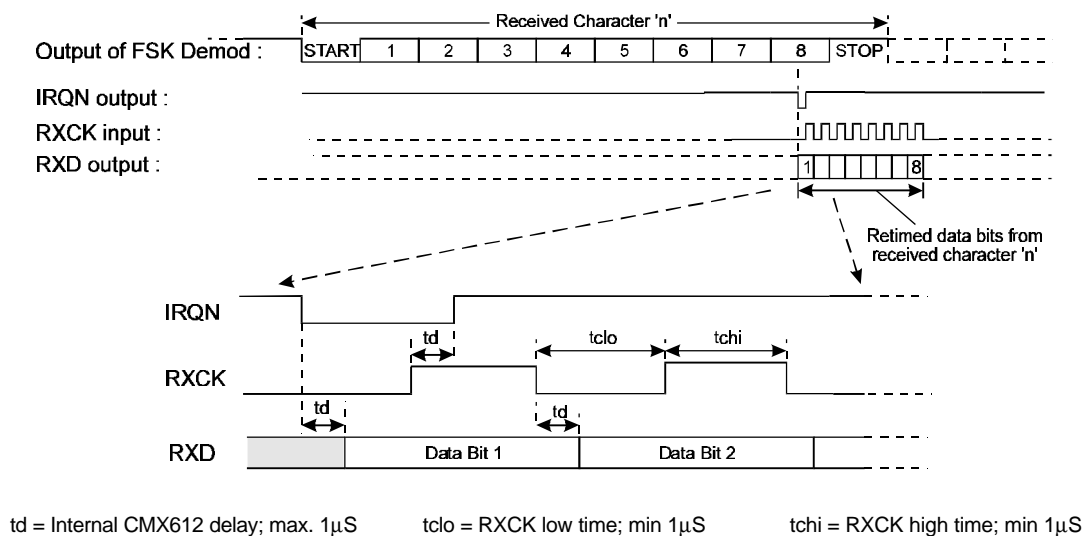 Received Character 'n'
Output of FSK Demod : START 1 2 3 4 5 6 7 8 STOP
IRQN output :
RXCK input :
RXD output : 1 8
Retimed data bits from
received character 'n'
IRQN
td tclo tchi
RXCK
td td
RXD Data Bit 1 Data Bit 2
td = Internal CMX612 delay; max. 1µS tclo = RXCK low time; min 1µS tchi = RXCK high time; min 1µS